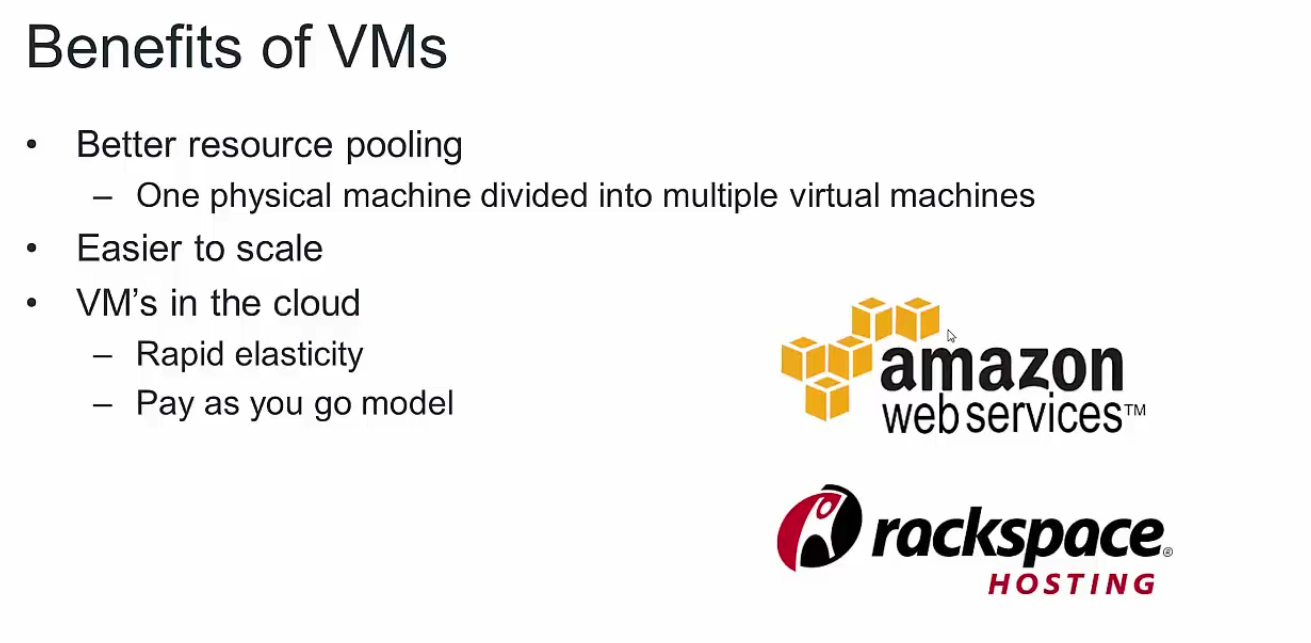 Benefits of VMs
• Better resource pooling
– One physical machine divided into multiple virtual machines
• Easier to scale
• VM’s in the cloud
– Rapid elasticity
– Pay as you go model
amazon
web services™
rackspace®
HOSTING